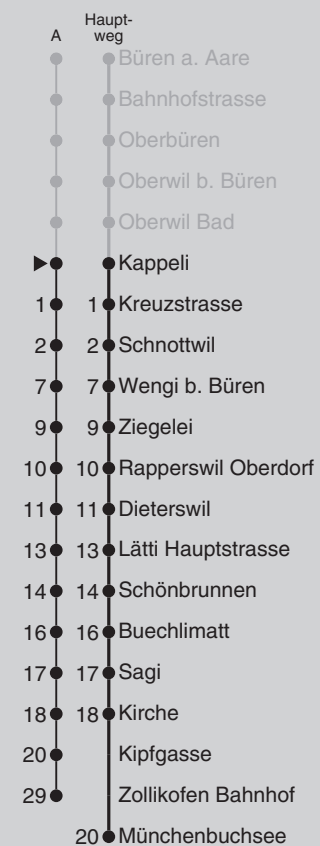 A Haupt-
weg
Büren a. Aare
Bahnhofstrasse
Oberbüren
Oberwil b. Büren
Oberwil Bad
Kappeli
1 1 Kreuzstrasse
2 2 Schnottwil
7 7 Wengi b. Büren
9 9 Ziegelei
10 10 Rapperswil Oberdorf
11 11 Dieterswil
13 13 Lätti Hauptstrasse
14 14 Schönbrunnen
16 16 Buechlimatt
17 17 Sagi
18 18 Kirche
20 Kipfgasse
29 Zollikofen Bahnhof
20 Münchenbuchsee